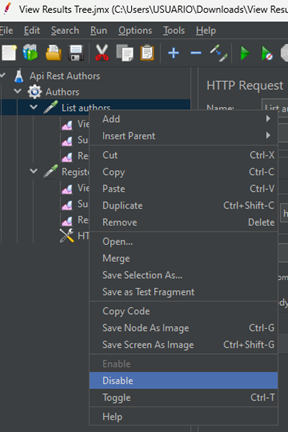 View Results Tree.jmx (C:\Users\USUARIO\Downloads\View Resu
File Edit Search Run Options Tools Help
Api Rest Authors
Authors
HTTP Request
List authors
Name: List a
Vie
Su
Re
Registe
Vie
Su
Re
HT
Add
Insert Parent
Cut Ctrl-X
Copy Ctrl-C
Paste Ctrl-V
Duplicate Ctrl+Shift-C
Remove Delete
Open...
Merge
Save Selection As...
Save as Test Fragment
Copy Code
Save Node As Image Ctrl-G
Save Screen As Image Ctrl+Shift-G
Enable
Disable
Toggle Ctrl-T
Help